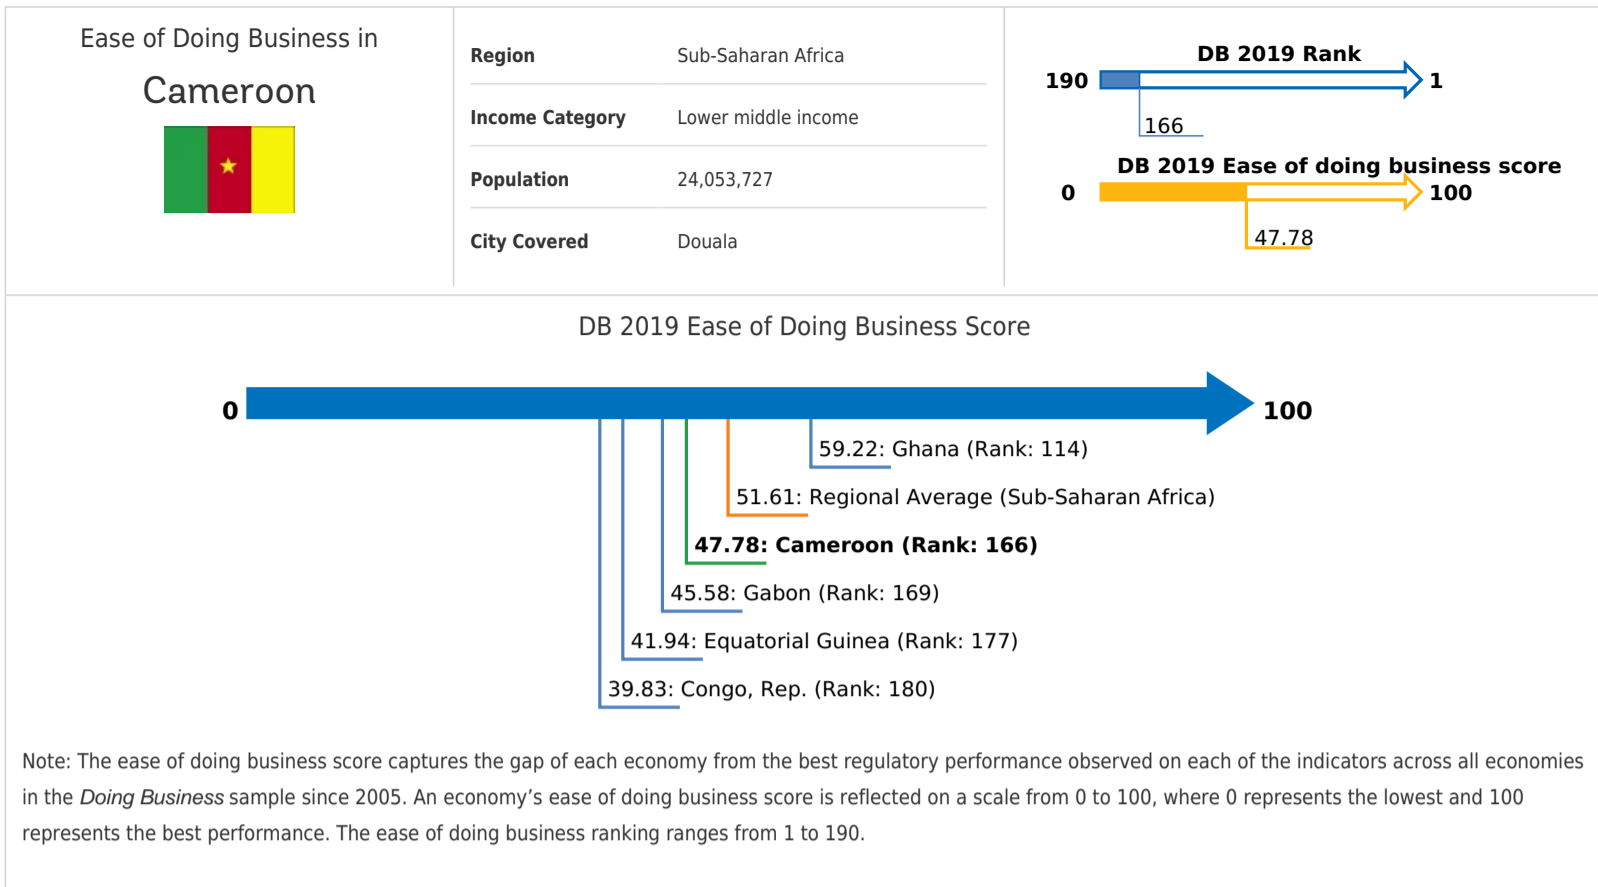 Ease of Doing Business in
Cameroon
Region Sub-Saharan Africa
Income Category Lower middle income
Population 24,053,727
City Covered Douala
DB 2019 Rank
190 1
166
DB 2019 Ease of doing business score
0 100
47.78
DB 2019 Ease of Doing Business Score
0 100
59.22: Ghana (Rank: 114)
51.61: Regional Average (Sub-Saharan Africa)
47.78: Cameroon (Rank: 166)
45.58: Gabon (Rank: 169)
41.94: Equatorial Guinea (Rank: 177)
39.83: Congo, Rep. (Rank: 180)
Note: The ease of doing business score captures the gap of each economy from the best regulatory performance observed on each of the indicators across all economies
in the Doing Business sample since 2005. An economy’s ease of doing business score is reflected on a scale from 0 to 100, where 0 represents the lowest and 100
represents the best performance. The ease of doing business ranking ranges from 1 to 190.